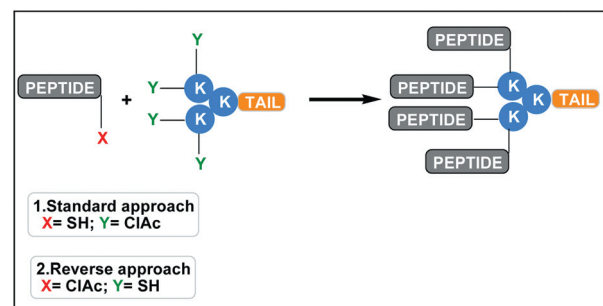 PEPTIDE
X
+
Y
Y
Y
Y
K
K
K
TAIL
PEPTIDE
PEPTIDE
PEPTIDE
PEPTIDE
K
K
K
TAIL
1.Standard approach
X= SH; Y= ClAc
2.Reverse approach
X= ClAc; Y= SH